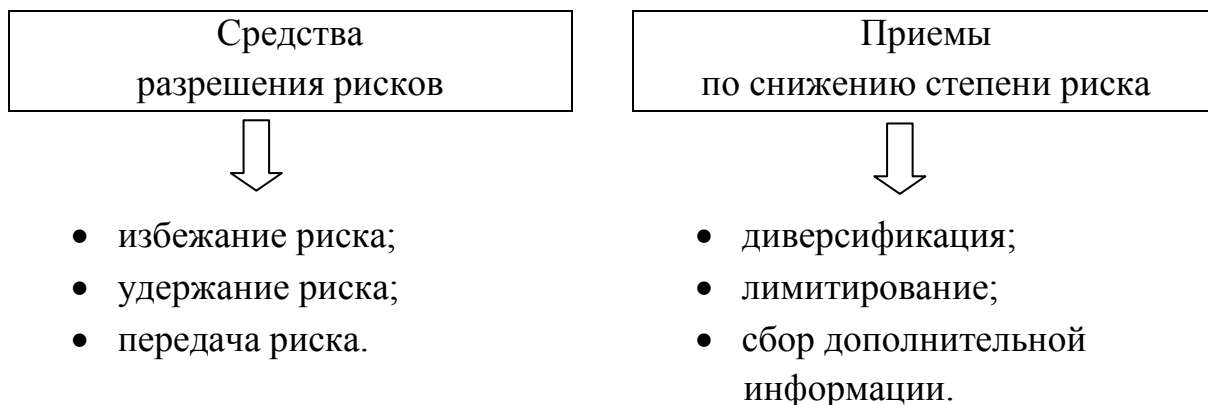 Средства
разрешения рисков
• избежание риска;
• удержание риска;
• передача риска.
Приемы
по снижению степени риска
• диверсификация;
• лимитирование;
• сбор дополнительной
информации.